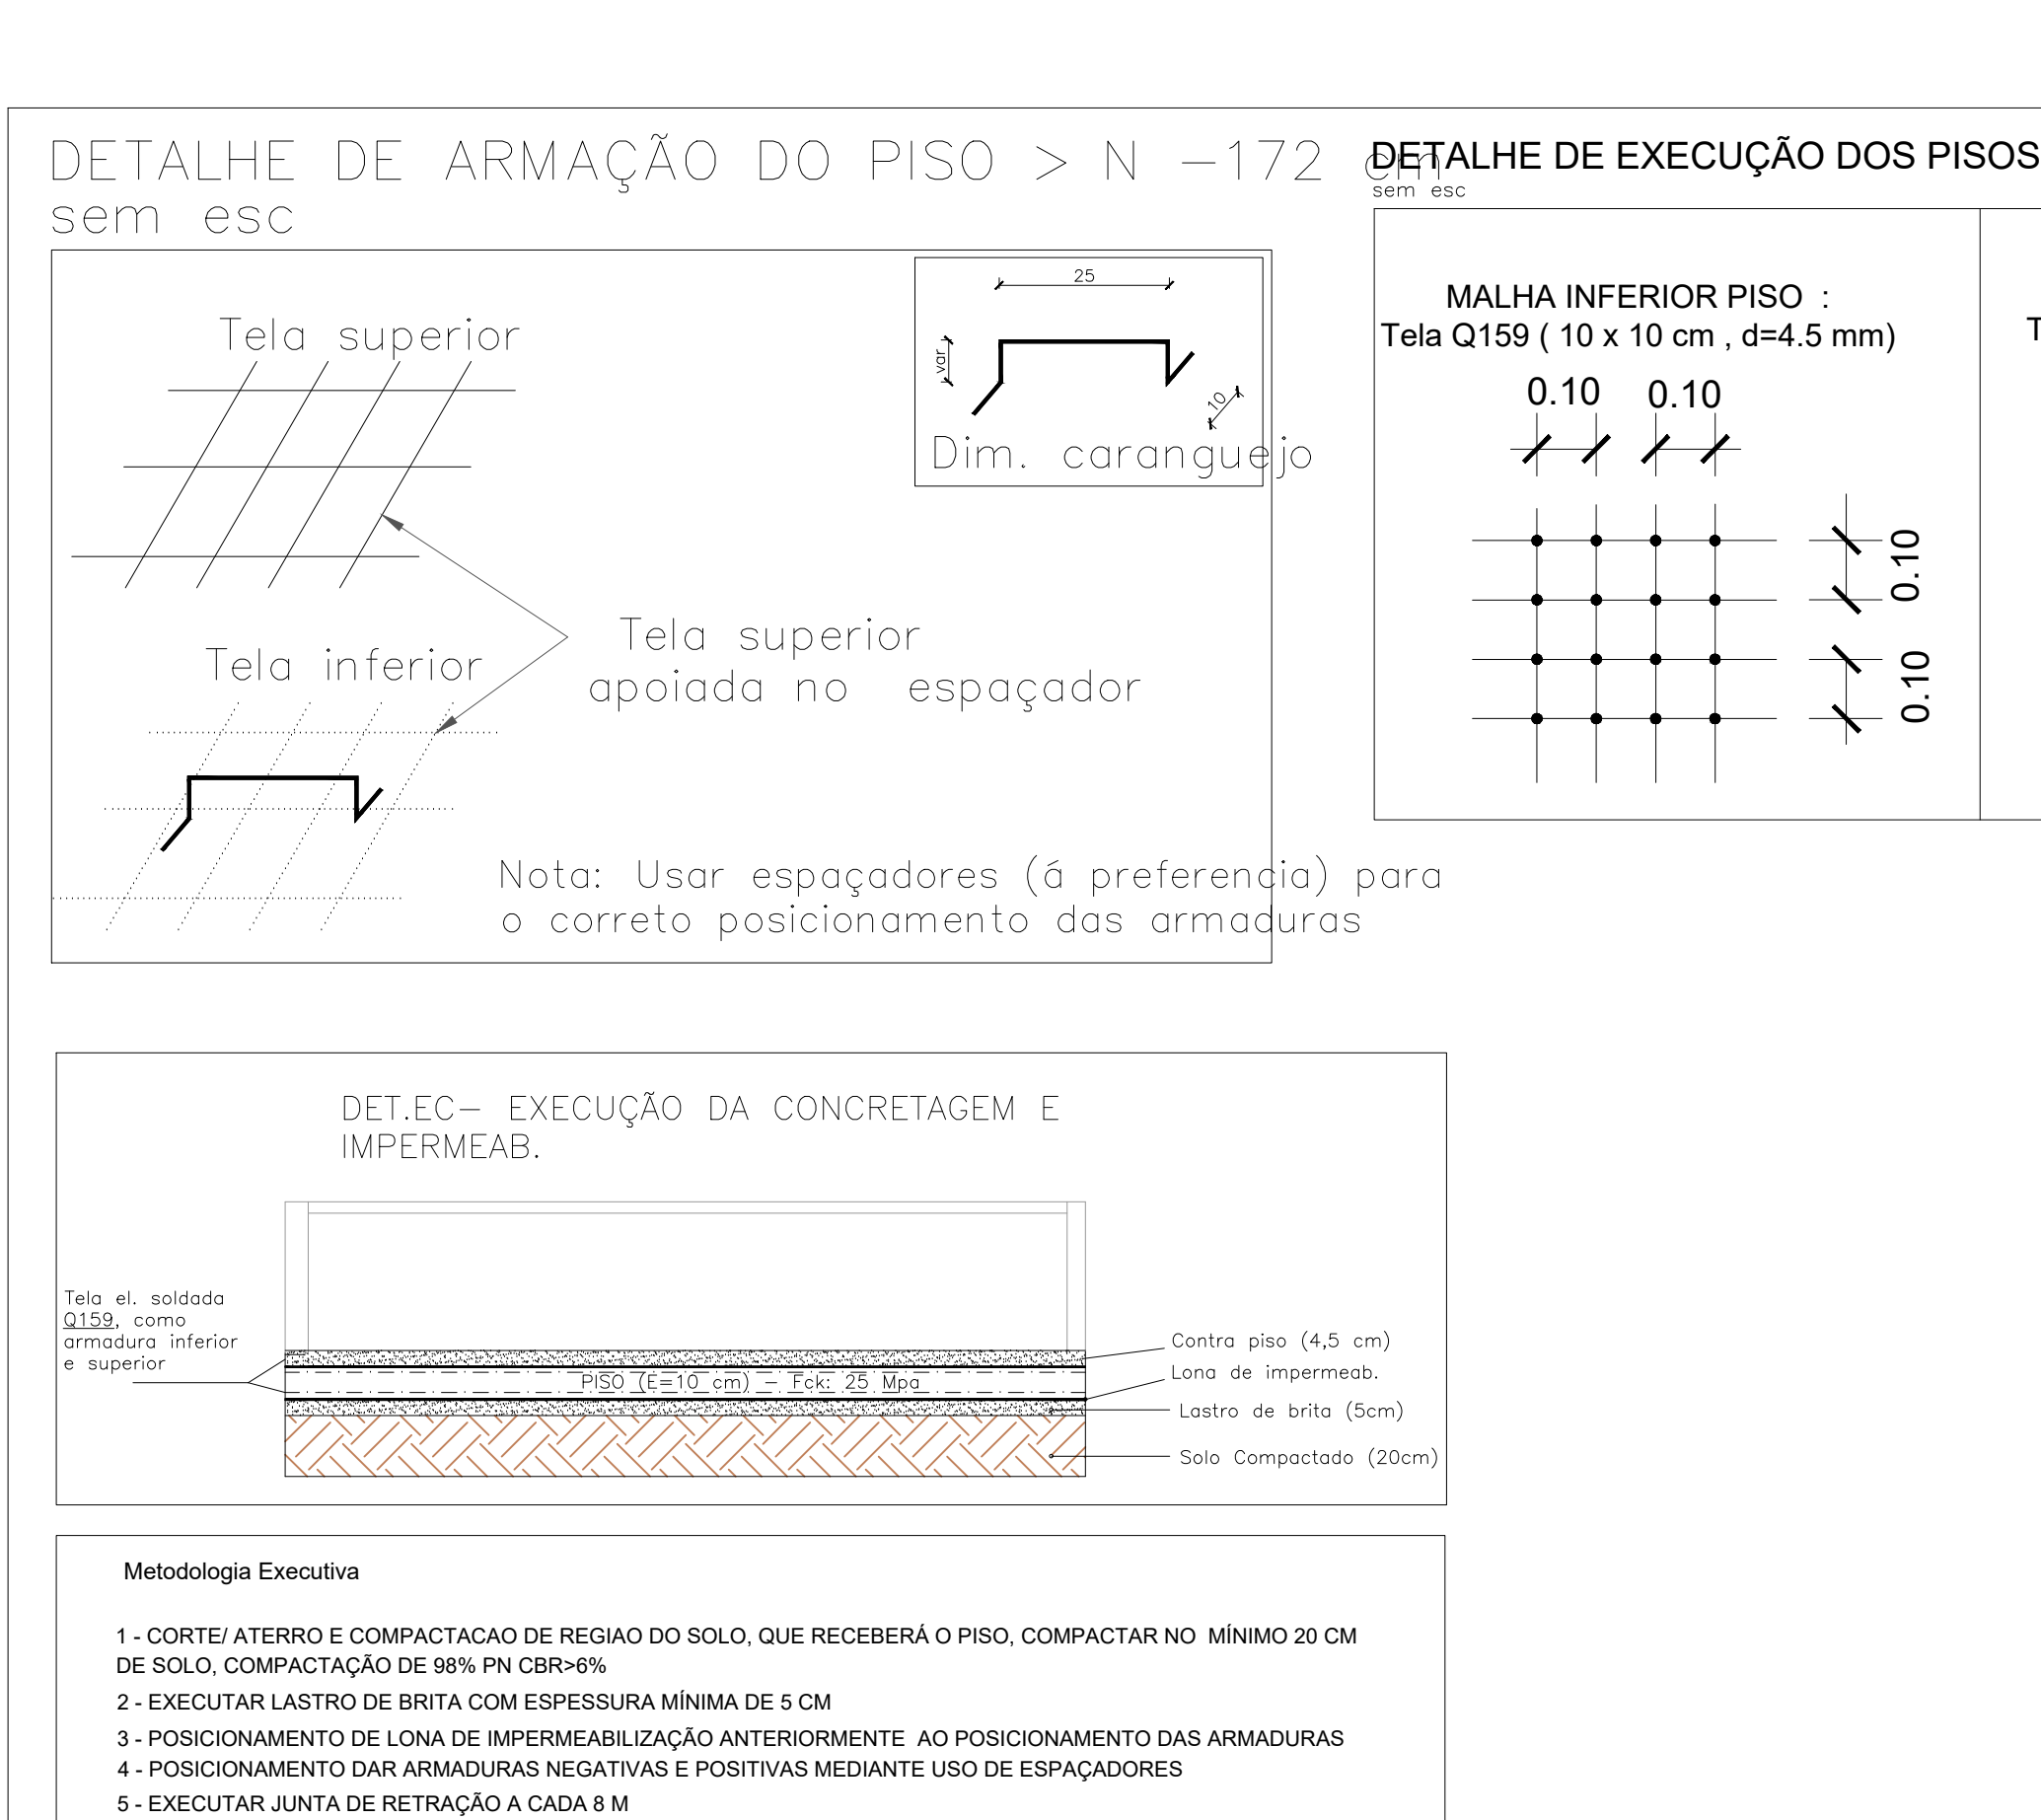 DETALHE DE ARMAÇÃO DO PISO > N -172 cm
sem esc
25
var
10
Dim. caranguejo
Tela superior
Tela superior
apoiada no espaçador
Tela inferior
Nota: Usar espaçadores (á preferencia) para
o correto posicionamento das armaduras
DETALHE DE EXECUÇÃO DOS PISOS
sem esc
MALHA INFERIOR PISO :
Tela Q159 ( 10 x 10 cm , d=4.5 mm)
0.10 0.10
0.10
0.10
T
DET.EC- EXECUÇÃO DA CONCRETAGEM E
IMPERMEAB.
Tela el. soldada
Q159, como
armadura inferior
e superior
PISO (E=10 cm) - Fck: 25 Mpa
Contra piso (4,5 cm)
Lona de impermeab.
Lastro de brita (5cm)
Solo Compactado (20cm)
Metodologia Executiva
1 - CORTE/ ATERRO E COMPACTACAO DE REGIAO DO SOLO, QUE RECEBERÁ O PISO, COMPACTAR NO MÍNIMO 20 CM
DE SOLO, COMPACTAÇÃO DE 98% PN CBR>6%
2 - EXECUTAR LASTRO DE BRITA COM ESPESSURA MÍNIMA DE 5 CM
3 - POSICIONAMENTO DE LONA DE IMPERMEABILIZAÇÃO ANTERIORMENTE AO POSICIONAMENTO DAS ARMADURAS
4 - POSICIONAMENTO DAR ARMADURAS NEGATIVAS E POSITIVAS MEDIANTE USO DE ESPAÇADORES
5 - EXECUTAR JUNTA DE RETRAÇÃO A CADA 8 M